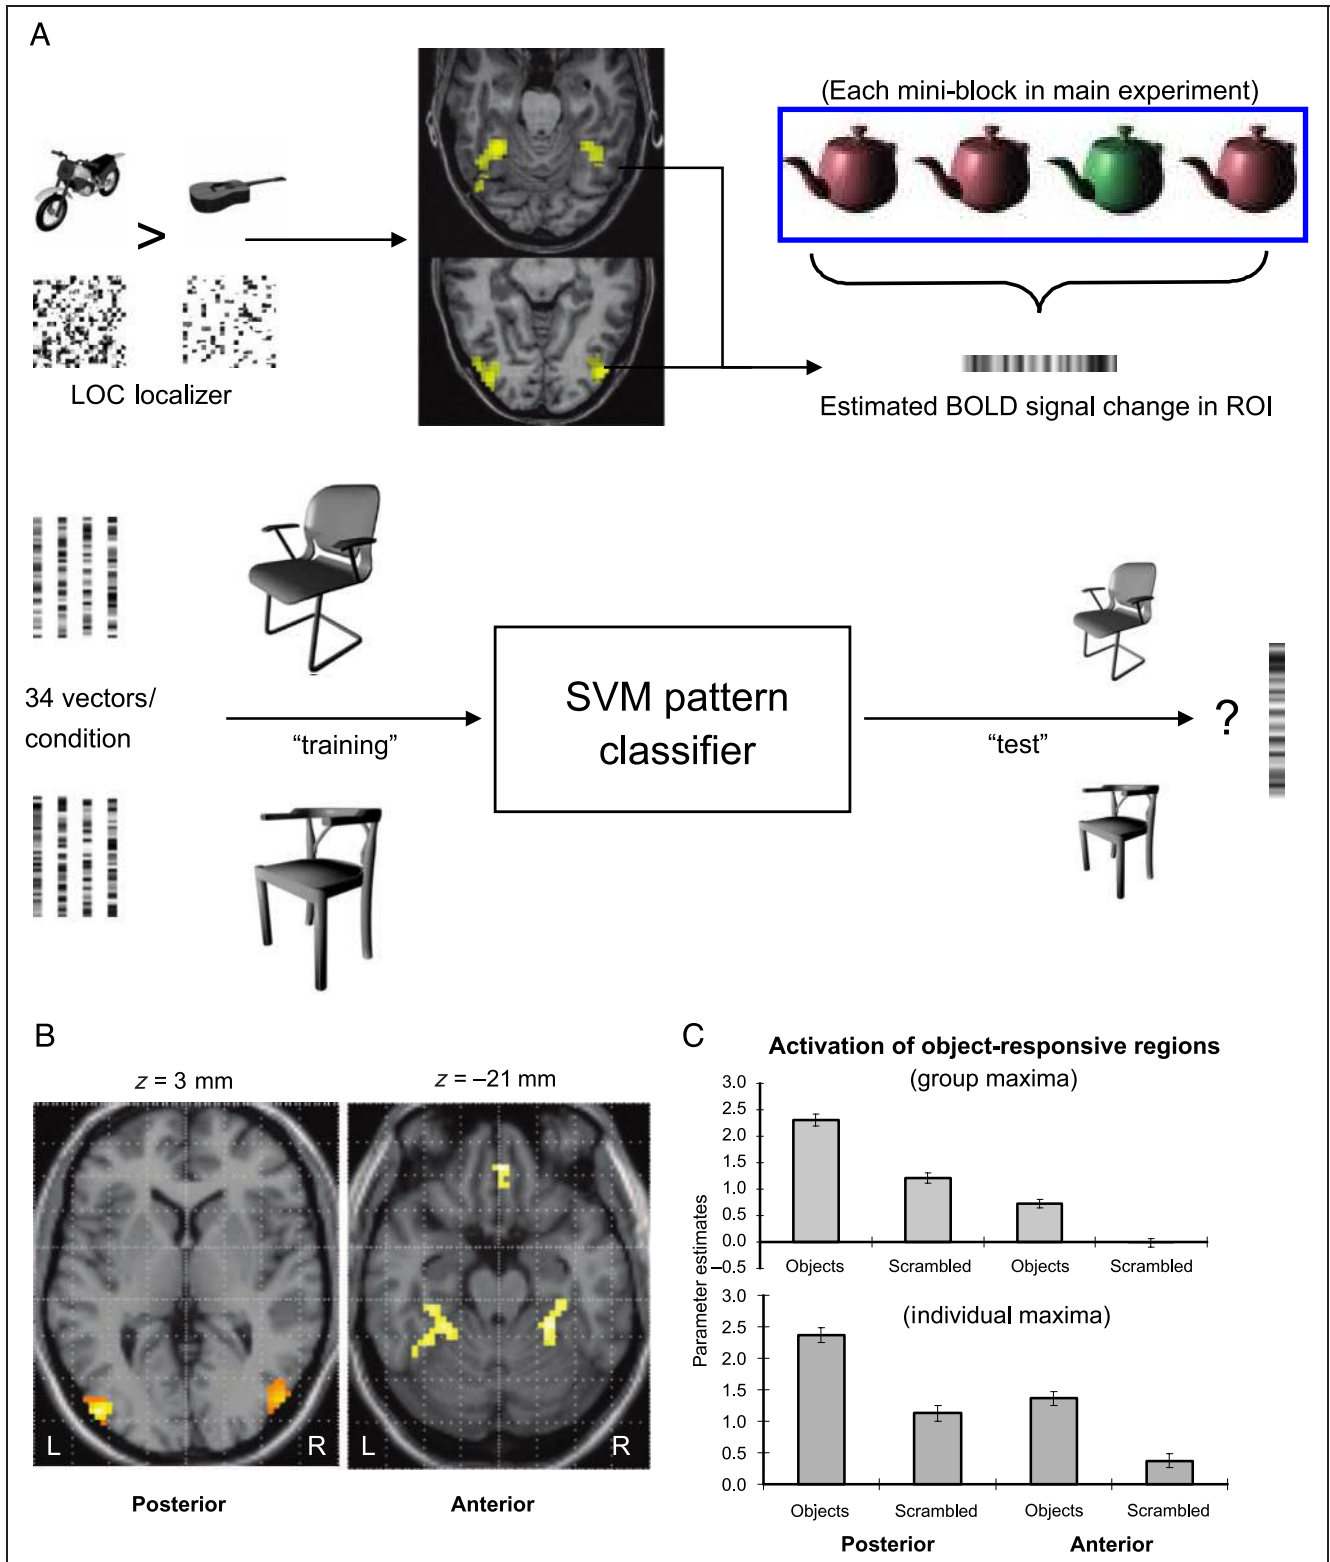 A
(Each mini-block in main experiment)
>
LOC localizer
Estimated BOLD signal change in ROI
34 vectors/
condition
"training"
SVM pattern
classifier
"test"
?
B
z = 3 mm
z = –21 mm
L
R
L
R
Posterior
Anterior
C
Activation of object-responsive regions
(group maxima)
Parameter estimates
3.0
2.5
2.0
1.5
1.0
0.5
0.0
–0.5
Objects
Scrambled
Objects
Scrambled
(individual maxima)
3.0
2.5
2.0
1.5
1.0
0.5
0.0
Objects
Scrambled
Objects
Scrambled
Posterior
Anterior